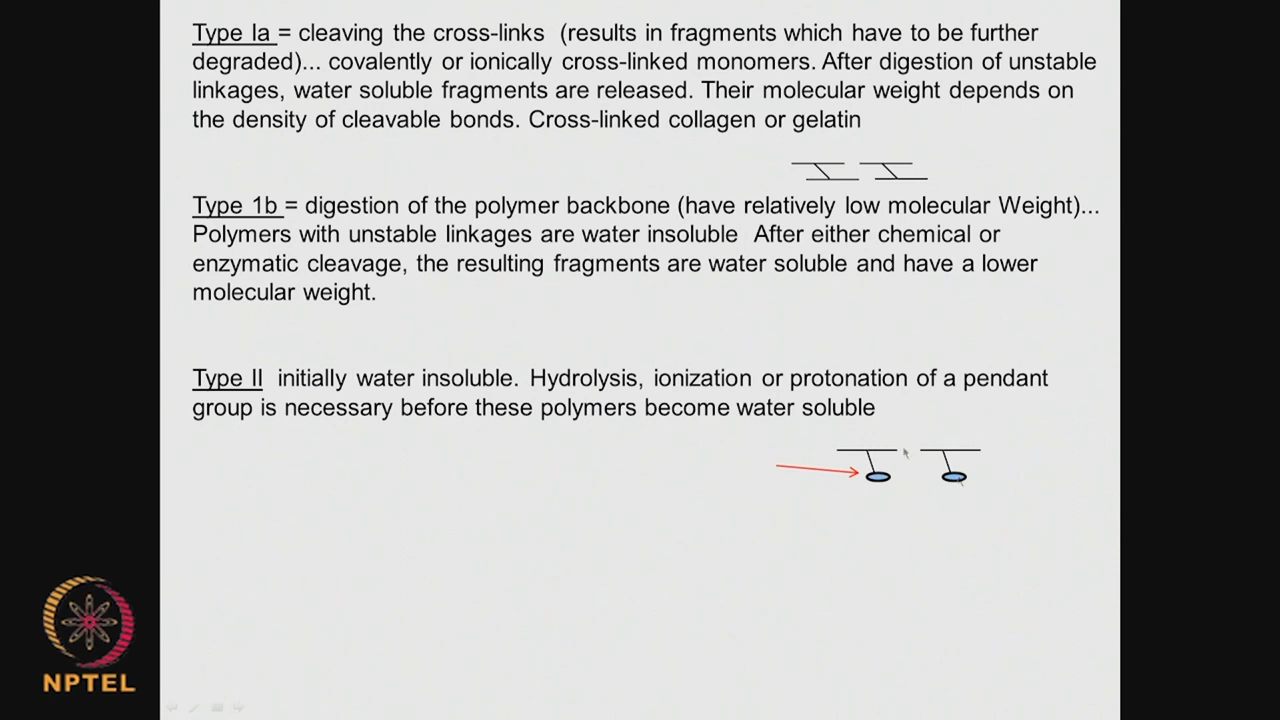 Type Ia = cleaving the cross-links (results in fragments which have to be further
degraded)... covalently or ionically cross-linked monomers. After digestion of unstable
linkages, water soluble fragments are released. Their molecular weight depends on
the density of cleavable bonds. Cross-linked collagen or gelatin
Type 1b = digestion of the polymer backbone (have relatively low molecular Weight)...
Polymers with unstable linkages are water insoluble After either chemical or
enzymatic cleavage, the resulting fragments are water soluble and have a lower
molecular weight.
Type II initially water insoluble. Hydrolysis, ionization or protonation of a pendant
group is necessary before these polymers become water soluble
NPTEL